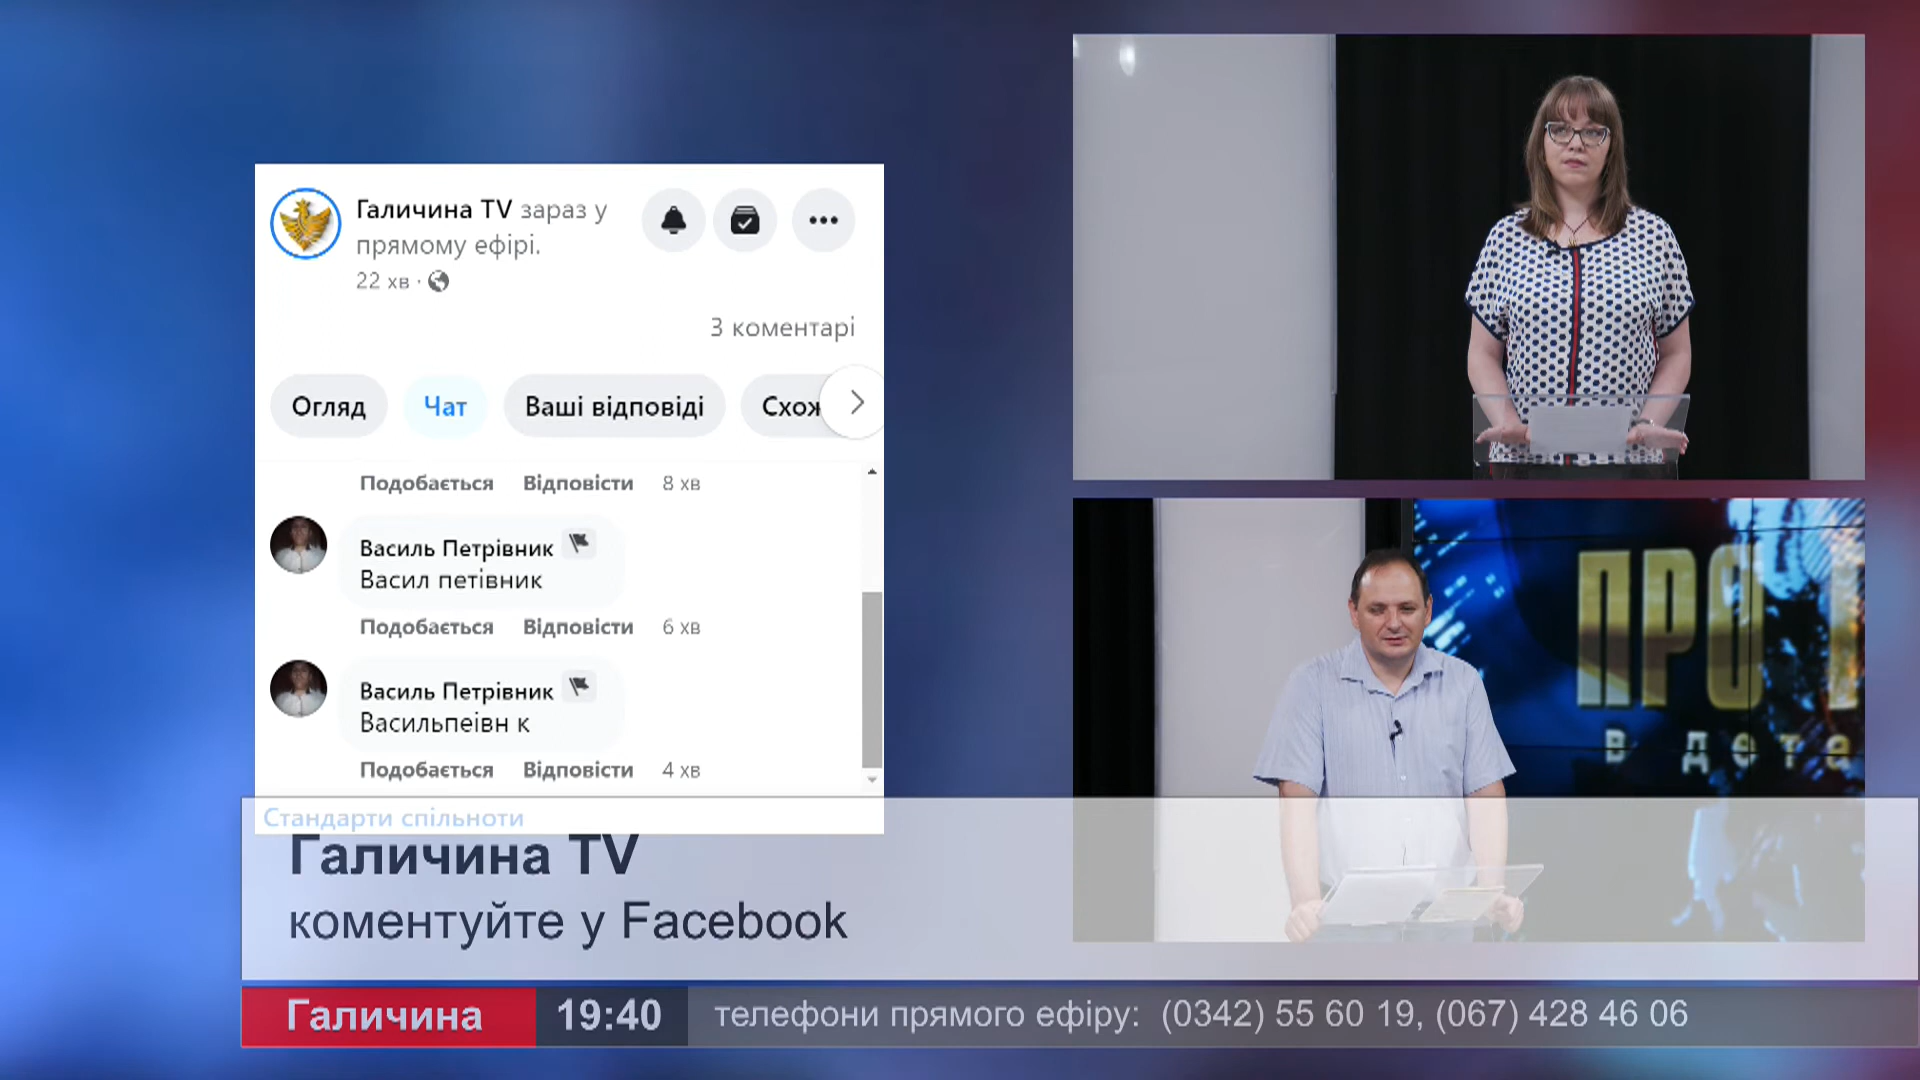 Галичина TV зараз у
прямому ефірі.
22 хв ·
3 коментарі
Огляд
Чат
Ваші відповіді
Схож
Подобається Відповісти 8 хв
Василь Петрівник
Васил петівник
Подобається Відповісти 6 хв
Василь Петрівник
Васильпеівн к
Подобається Відповісти 4 хв
Стандарти спільноти
ПРО
в дета
Галичина TV
коментуйте у Facebook
Галичина 19:40 телефони прямого ефіру: (0342) 55 60 19, (067) 428 46 06